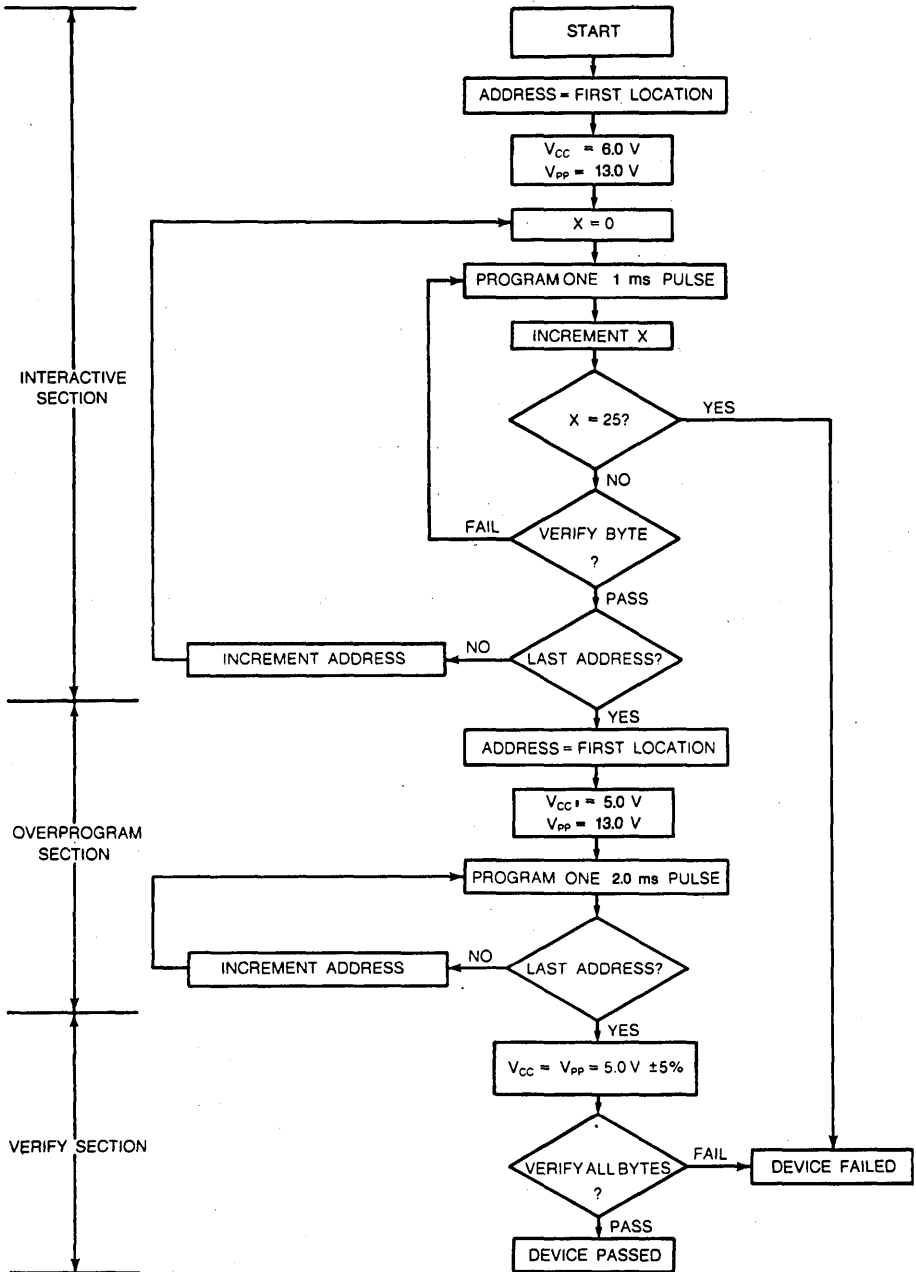 START
ADDRESS = FIRST LOCATION
VCC = 6.0 V
VPP = 13.0 V
X = 0
PROGRAM ONE 1 ms PULSE
INCREMENT X
INTERACTIVE
SECTION
X = 25?
YES
NO
FAIL
VERIFY BYTE
?
PASS
INCREMENT ADDRESS
NO
LAST ADDRESS?
YES
ADDRESS = FIRST LOCATION
VCC = 5.0 V
VPP = 13.0 V
OVERPROGRAM
SECTION
PROGRAM ONE 2.0 ms PULSE
INCREMENT ADDRESS
NO
LAST ADDRESS?
YES
VCC = VPP = 5.0 V ±5%
VERIFY SECTION
VERIFY ALL BYTES
?
FAIL
DEVICE FAILED
PASS
DEVICE PASSED